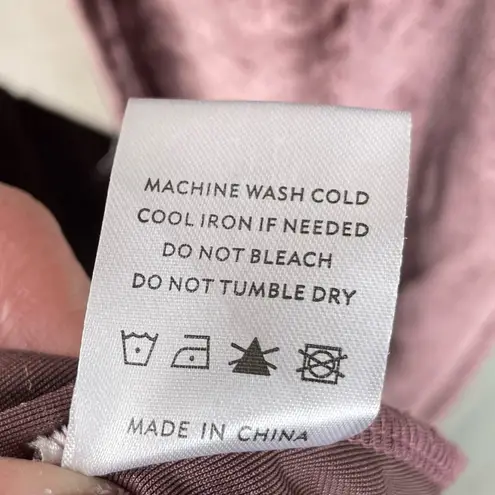 MACHINE WASH COLD
COOL IRON IF NEEDED
DO NOT BLEACH
DO NOT TUMBLE DRY
MADE IN CHINA